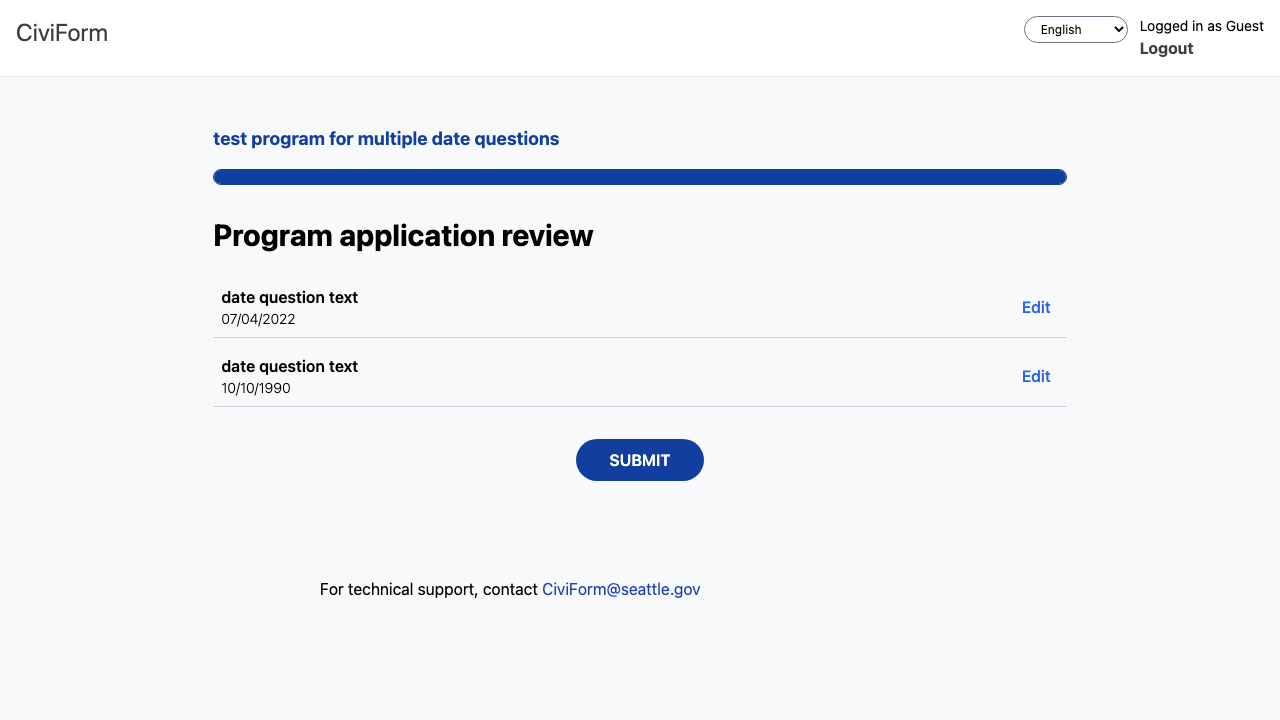 CiviForm
English
Logged in as Guest
Logout
test program for multiple date questions
Program application review
date question text
07/04/2022
Edit
date question text
10/10/1990
Edit
SUBMIT
For technical support, contact CiviForm@seattle.gov